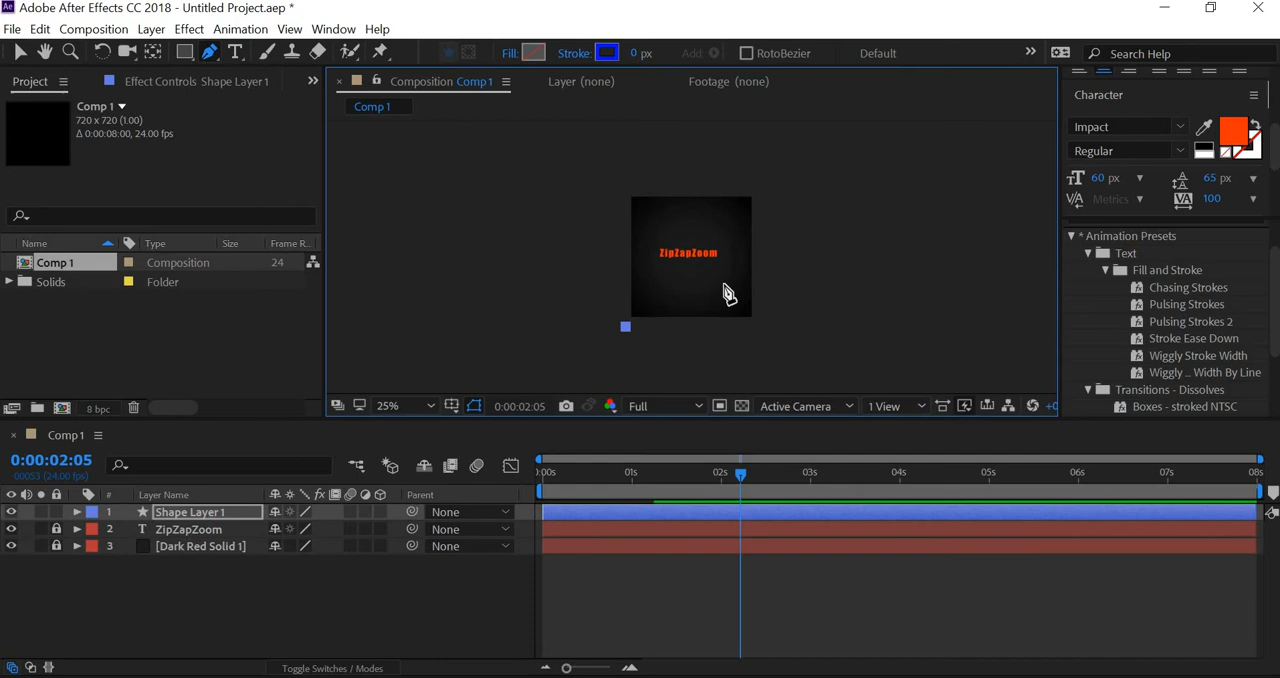 Adobe After Effects CC 2018 - Untitled Project.aep *
File Edit Composition Layer Effect Animation View Window Help
Fill: Stroke: 0 px Add: RotoBezier Default >> Search Help
Project Effect Controls Shape Layer 1 >> × Composition Comp 1 Layer (none) Footage (none)
Comp 1
Character
Comp 1
720 x 720 (1.00)
Δ 0:00:08:00, 24.00 fps
Impact
Regular
60 px 65 px
Metrics 100
Name Type Size Frame R...
Comp 1 Composition 24
Solids Folder
ZipZapZoom
* Animation Presets
Text
Fill and Stroke
Chasing Strokes
Pulsing Strokes
Pulsing Strokes 2
Stroke Ease Down
Wiggly Stroke Width
Wiggly ... Width By Line
Transitions - Dissolves
Boxes - stroked NTSC
8 bpc
25% 0:00:02:05 Full Active Camera 1 View +0
× Comp 1
0:00:02:05
00053 (24.00 fps)
:00s 01s 02s 03s 04s 05s 06s 07s 08s
# Layer Name Parent
1 Shape Layer 1 None
2 T ZipZapZoom None
3 [Dark Red Solid 1] None
Toggle Switches / Modes